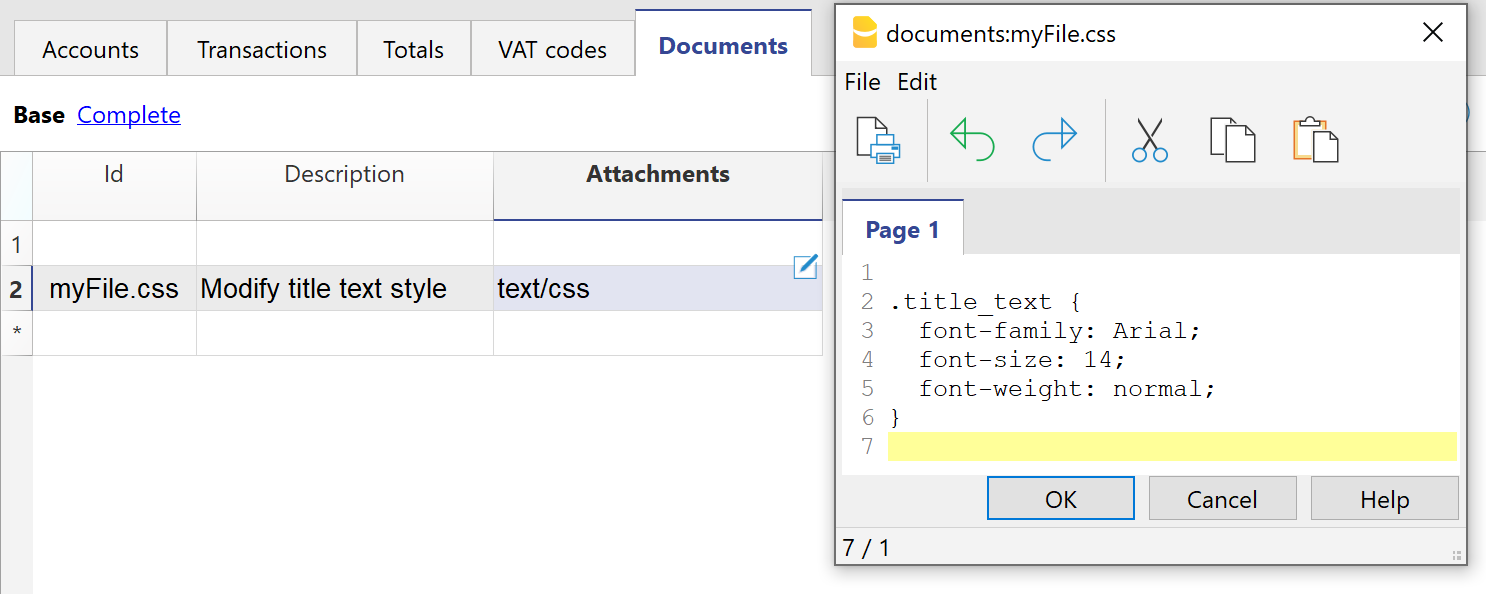 Accounts Transactions Totals VAT codes Documents
Base Complete
Id Description Attachments
1
2 myFile.css Modify title text style text/css
*
documents:myFile.css
File Edit
Page 1
1
2 .title_text {
3   font-family: Arial;
4   font-size: 14;
5   font-weight: normal;
6 }
7
OK Cancel Help
7 / 1